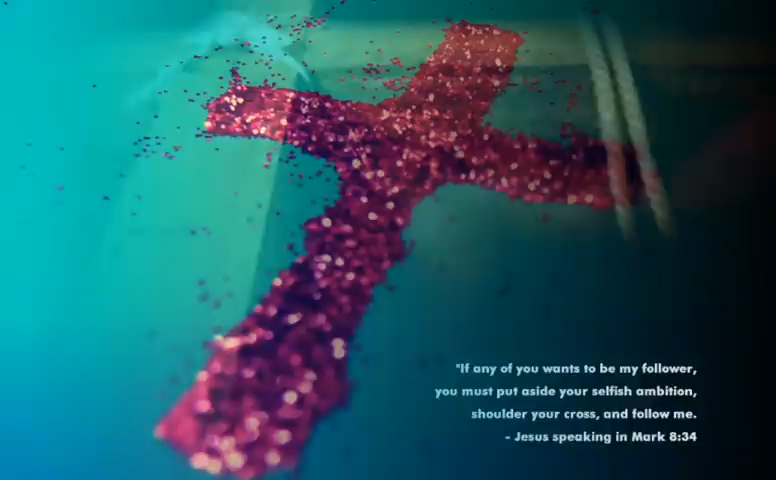 "If any of you wants to be my follower,
you must put aside your selfish ambition,
shoulder your cross, and follow me.
- Jesus speaking in Mark 8:34